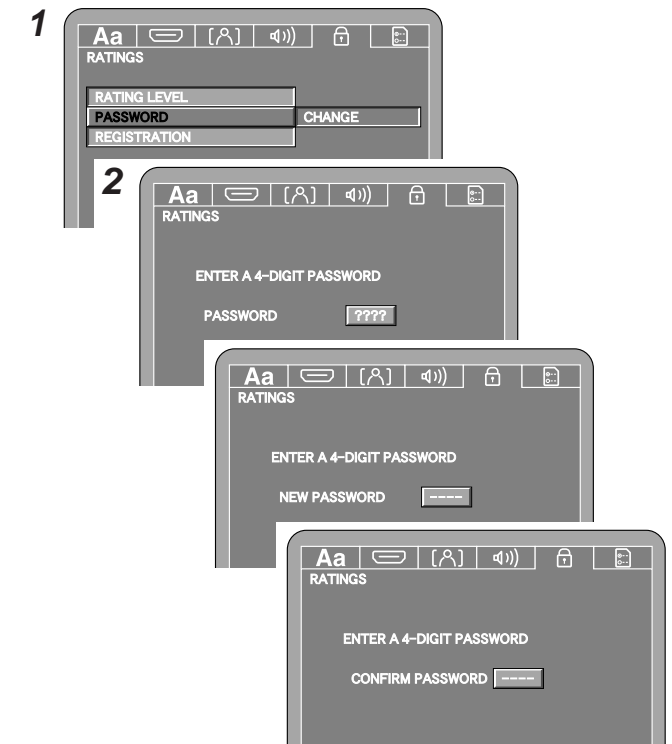 1
Aa
RATINGS
RATING LEVEL
PASSWORD CHANGE
REGISTRATION
2
Aa
RATINGS
ENTER A 4-DIGIT PASSWORD
PASSWORD ????
Aa
RATINGS
ENTER A 4-DIGIT PASSWORD
NEW PASSWORD ----
Aa
RATINGS
ENTER A 4-DIGIT PASSWORD
CONFIRM PASSWORD ----